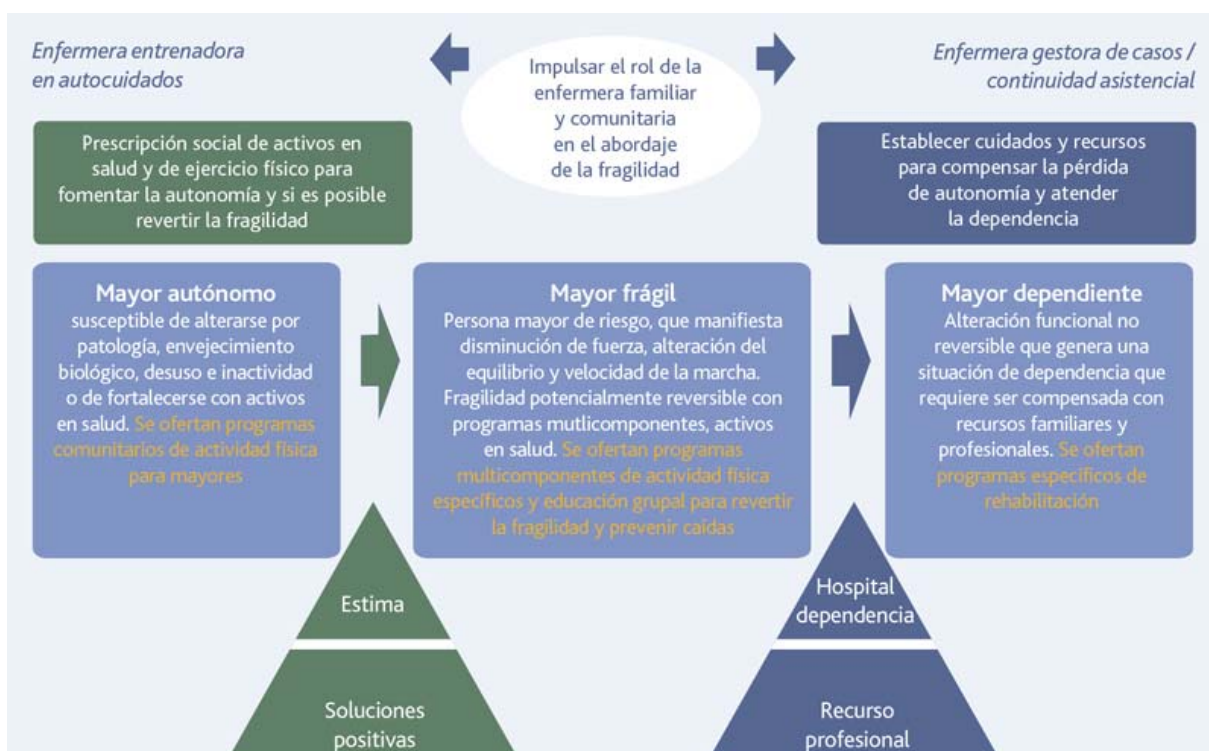 Enfermera entrenadora
en autocuidados
Impulsar el rol de la
enfermera familiar
y comunitaria
en el abordaje
de la fragilidad
Enfermera gestora de casos /
continuidad asistencial
Prescripción social de activos en
salud y de ejercicio físico para
fomentar la autonomía y si es posible
revertir la fragilidad
Establecer cuidados y recursos
para compensar la pérdida
de autonomía y atender
la dependencia
Mayor autónomo
susceptible de alterarse por
patología, envejecimiento
biológico, desuso e inactividad
o de fortalecerse con activos
en salud. Se ofertan programas
comunitarios de actividad física
para mayores
Mayor frágil
Persona mayor de riesgo, que manifiesta
disminución de fuerza, alteración del
equilibrio y velocidad de la marcha.
Fragilidad potencialmente reversible con
programas mutlicomponentes, activos
en salud. Se ofertan programas
multicomponentes de actividad física
específicos y educación grupal para revertir
la fragilidad y prevenir caídas
Mayor dependiente
Alteración funcional no
reversible que genera una
situación de dependencia que
requiere ser compensada con
recursos familiares y
profesionales. Se ofertan
programas específicos de
rehabilitación
Estima
Soluciones
positivas
Hospital
dependencia
Recurso
profesional